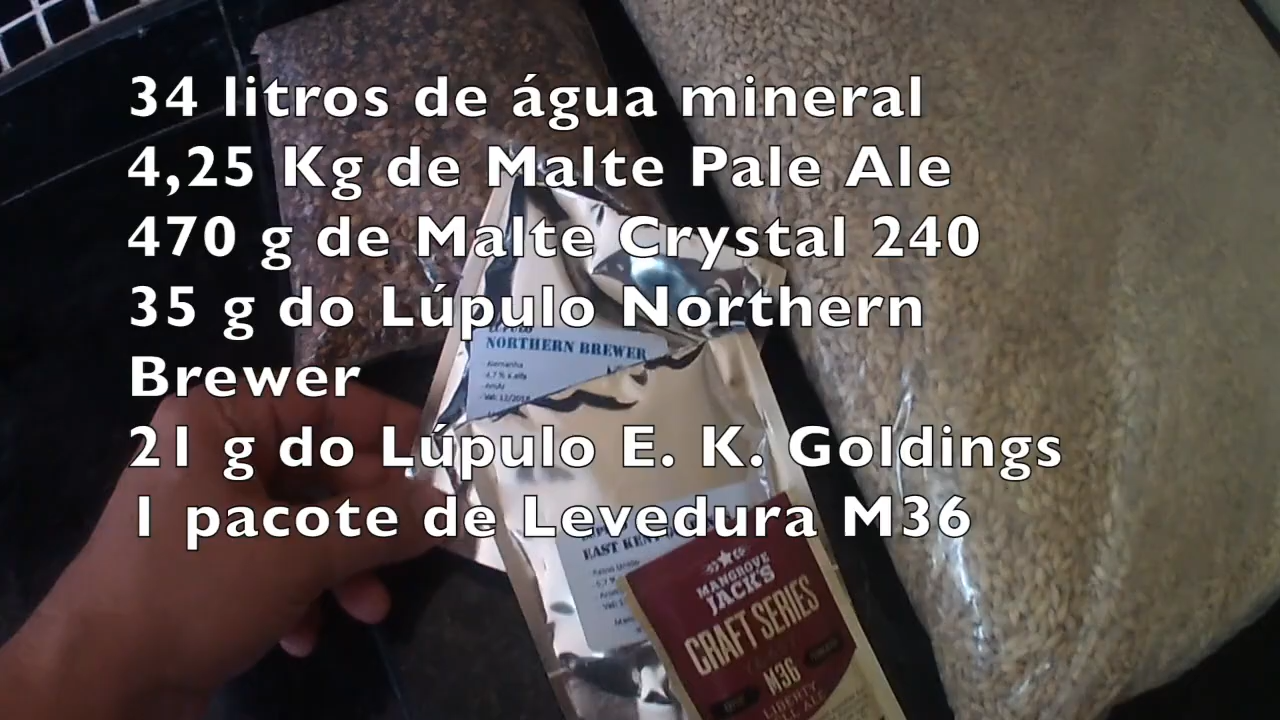 34 litros de água mineral
4,25 Kg de Malte Pale Ale
470 g de Malte Crystal 240
35 g do Lúpulo Northern
Brewer
21 g do Lúpulo E. K. Goldings
1 pacote de Levedura M36
NORTHERN BREWER
- Alemanha
EAST
MANGROVE
JACK'S
CRAFT SERIES
M36
LIBERTY